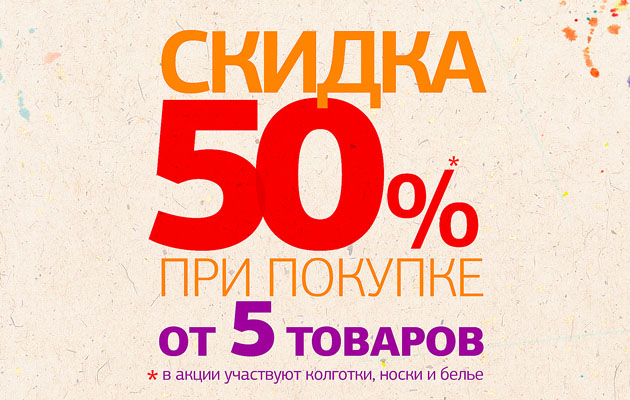 СКИДКА
50%*
ПРИ ПОКУПКЕ
ОТ 5 ТОВАРОВ
* в акции участвуют колготки, носки и белье